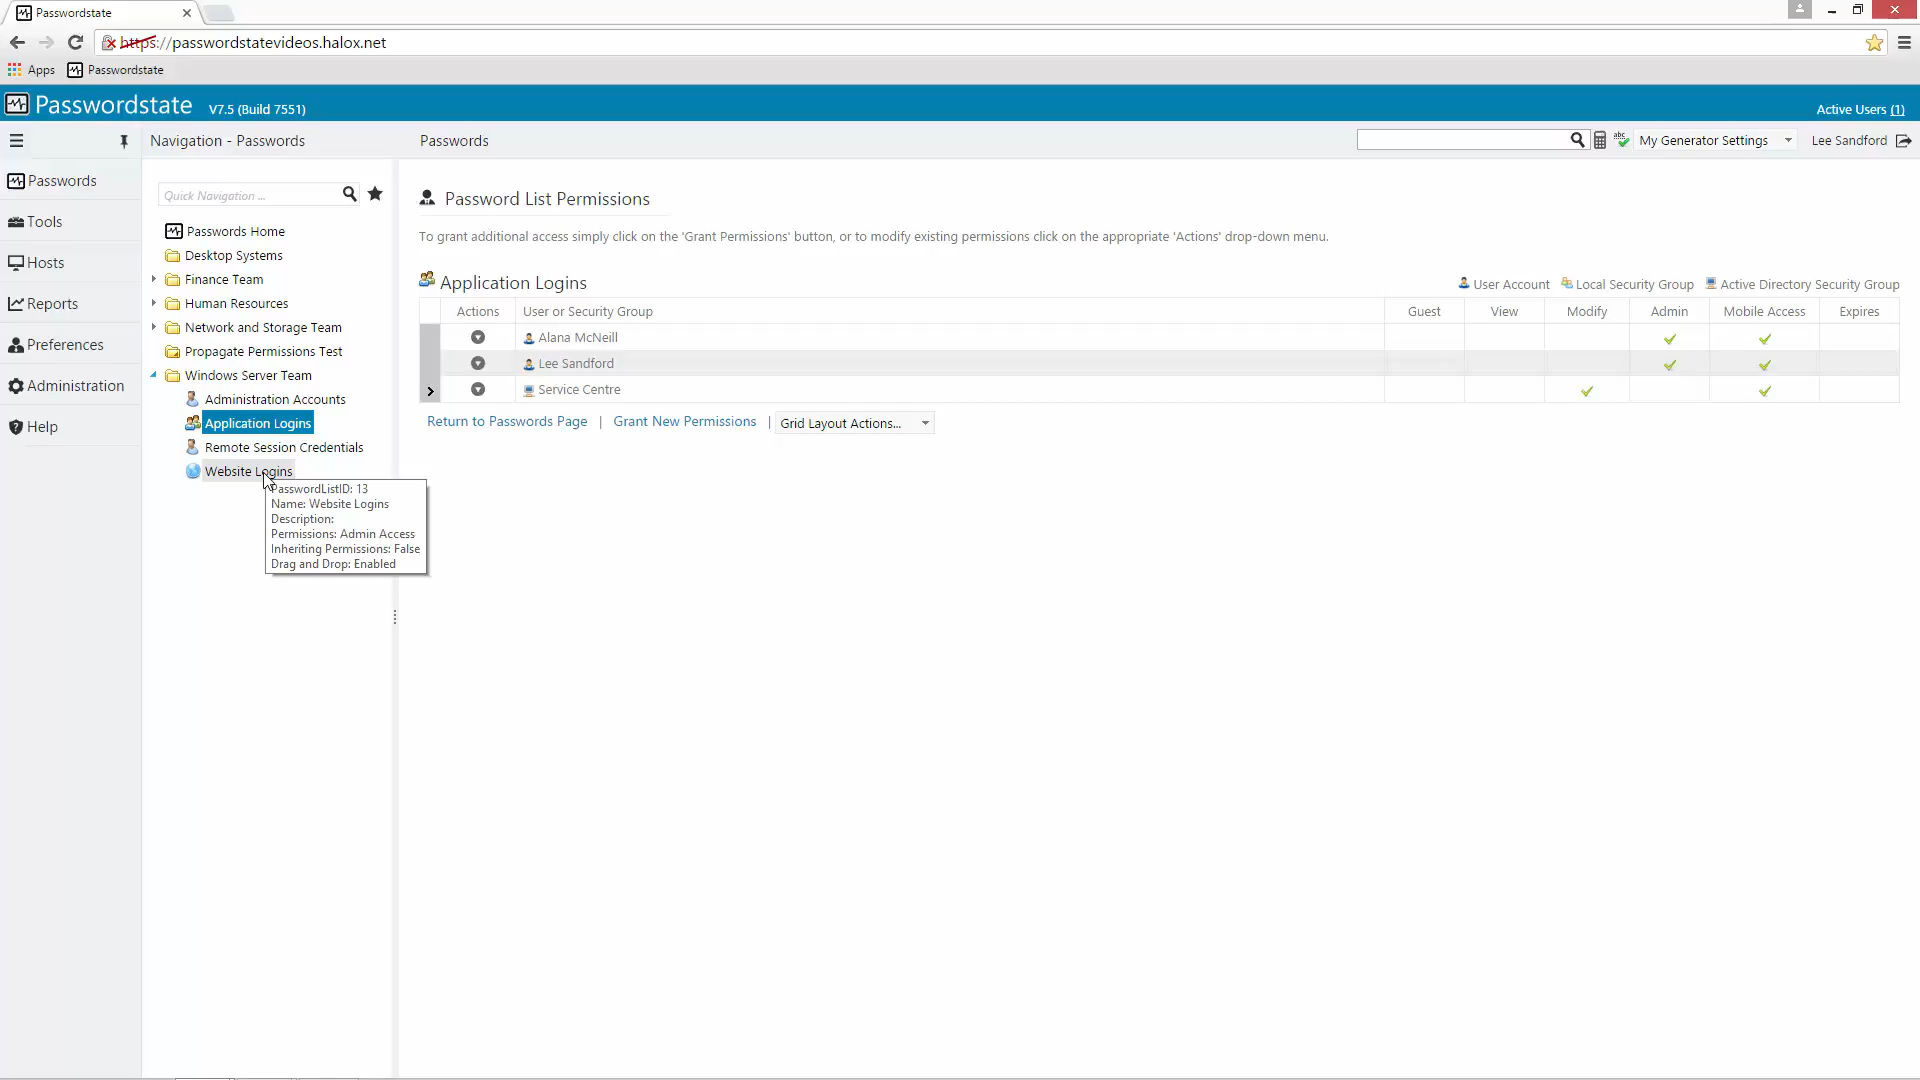 Passwordstate
https://passwordstatevideos.halox.net
Apps Passwordstate
Passwordstate V7.5 (Build 7551) Active Users (1)
Navigation - Passwords Passwords abc My Generator Settings Lee Sandford
Passwords
Tools
Hosts
Reports
Preferences
Administration
Help
Quick Navigation ...
Passwords Home
Desktop Systems
Finance Team
Human Resources
Network and Storage Team
Propagate Permissions Test
Windows Server Team
Administration Accounts
Application Logins
Remote Session Credentials
Website Logins
PasswordListID: 13
Name: Website Logins
Description:
Permissions: Admin Access
Inheriting Permissions: False
Drag and Drop: Enabled
Password List Permissions
To grant additional access simply click on the 'Grant Permissions' button, or to modify existing permissions click on the appropriate 'Actions' drop-down menu.
Application Logins User Account Local Security Group Active Directory Security Group
Actions User or Security Group Guest View Modify Admin Mobile Access Expires
Alana McNeill
Lee Sandford
Service Centre
Return to Passwords Page | Grant New Permissions | Grid Layout Actions...